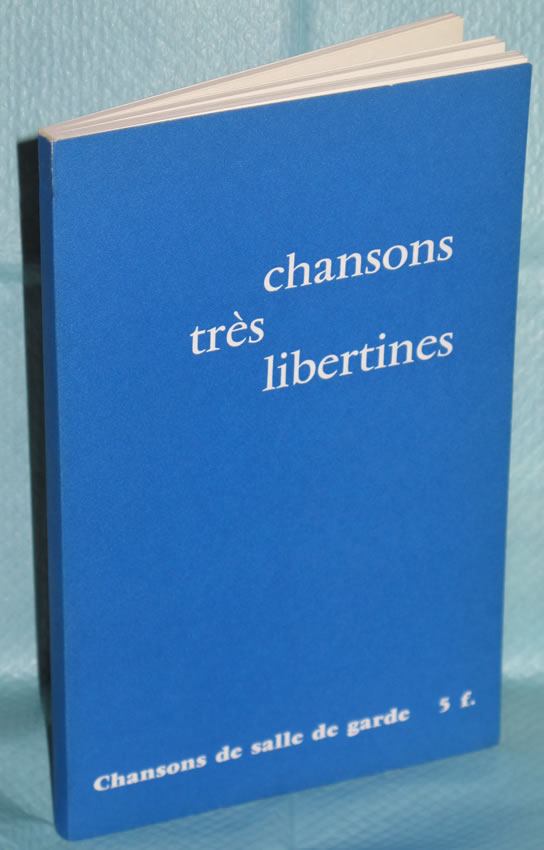 chansons
très
libertines
Chansons de salle de garde 5 f.